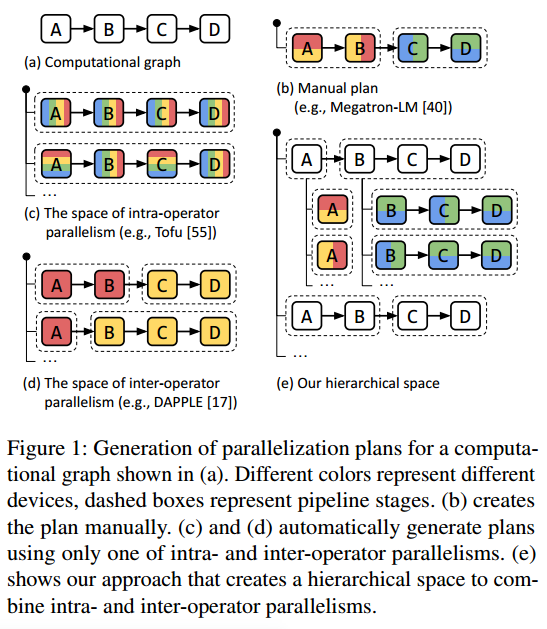 A B C D
(a) Computational graph
A B C D
(b) Manual plan
(e.g., Megatron-LM [40])
A B C D
A B C D
...
(c) The space of intra-operator
parallelism (e.g., Tofu [55])
A B C D
A B C D
...
(d) The space of inter-operator
parallelism (e.g., DAPPLE [17])
A B C D
A B C D
A B C D
... ...
A B C D
...
(e) Our hierarchical space
Figure 1: Generation of parallelization plans for a computa-
tional graph shown in (a). Different colors represent different
devices, dashed boxes represent pipeline stages. (b) creates
the plan manually. (c) and (d) automatically generate plans
using only one of intra- and inter-operator parallelisms. (e)
shows our approach that creates a hierarchical space to com-
bine intra- and inter-operator parallelisms.